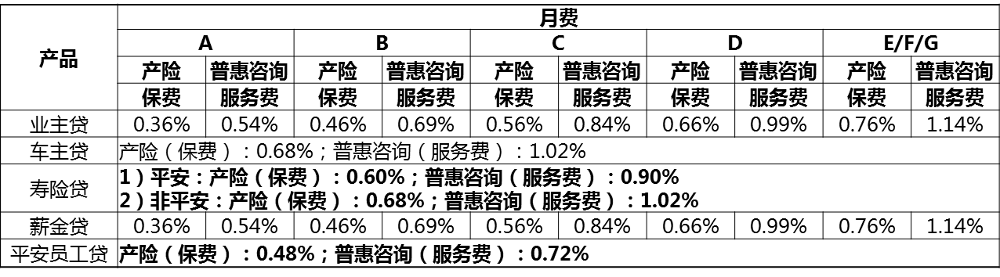 产品 月费
A B C D E/F/G
产险 普惠咨询 产险 普惠咨询 产险 普惠咨询 产险 普惠咨询 产险 普惠咨询
保费 服务费 保费 服务费 保费 服务费 保费 服务费 保费 服务费
业主贷 0.36% 0.54% 0.46% 0.69% 0.56% 0.84% 0.66% 0.99% 0.76% 1.14%
车主贷 产险（保费）：0.68%；普惠咨询（服务费）：1.02%
寿险贷 1）平安：产险（保费）：0.60%；普惠咨询（服务费）：0.90%
2）非平安：产险（保费）：0.68%；普惠咨询（服务费）：1.02%
薪金贷 0.36% 0.54% 0.46% 0.69% 0.56% 0.84% 0.66% 0.99% 0.76% 1.14%
平安员工贷 产险（保费）：0.48%；普惠咨询（服务费）：0.72%